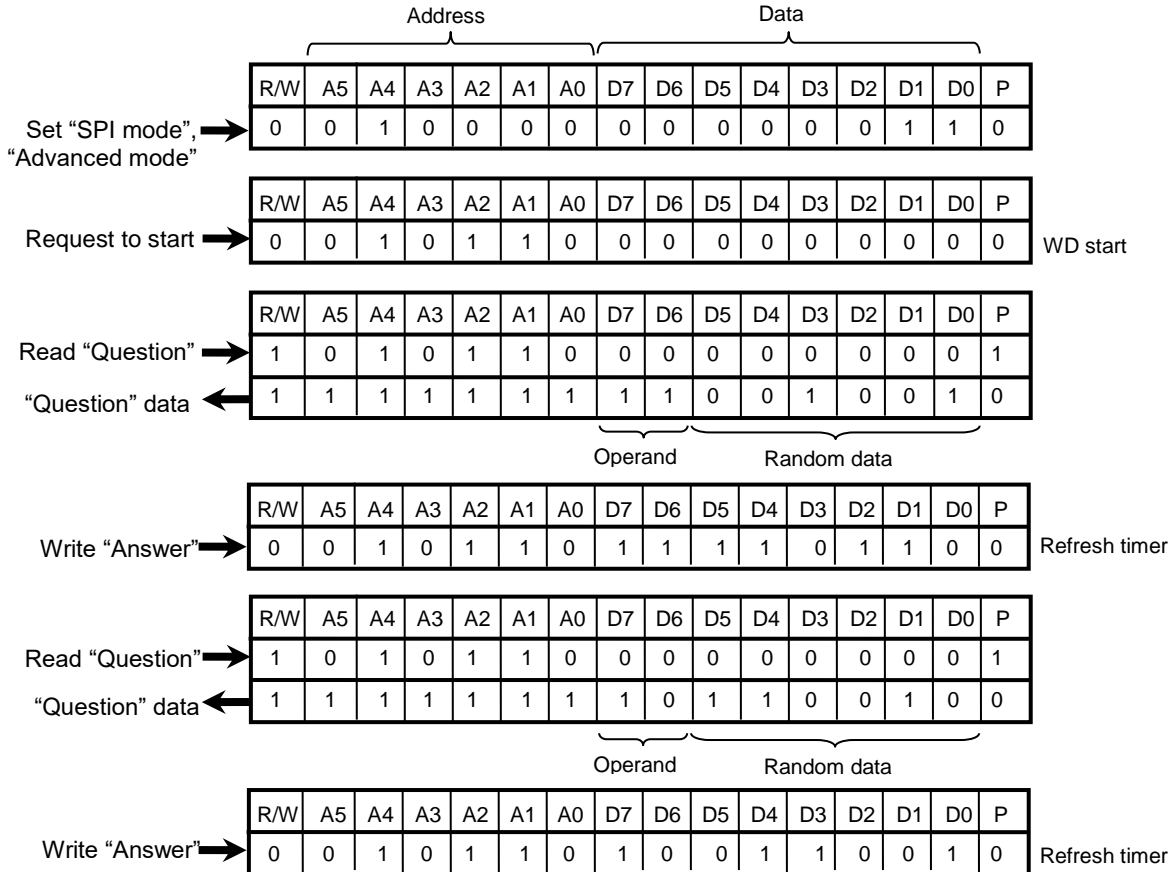 Address Data
R/W A5 A4 A3 A2 A1 A0 D7 D6 D5 D4 D3 D2 D1 D0 P
Set “SPI mode”,
“Advanced mode”
0 0 1 0 0 0 0 0 0 0 0 0 0 1 1 0
R/W A5 A4 A3 A2 A1 A0 D7 D6 D5 D4 D3 D2 D1 D0 P
Request to start 0 0 1 0 1 1 0 0 0 0 0 0 0 0 0 0 WD start
R/W A5 A4 A3 A2 A1 A0 D7 D6 D5 D4 D3 D2 D1 D0 P
Read “Question” 1 0 1 0 1 1 0 0 0 0 0 0 0 0 0 1
“Question” data 1 1 1 1 1 1 1 1 1 0 0 1 0 0 1 0
Operand Random data
R/W A5 A4 A3 A2 A1 A0 D7 D6 D5 D4 D3 D2 D1 D0 P
Write “Answer” 0 0 1 0 1 1 0 1 1 1 1 0 1 1 0 0 Refresh timer
R/W A5 A4 A3 A2 A1 A0 D7 D6 D5 D4 D3 D2 D1 D0 P
Read “Question” 1 0 1 0 1 1 0 0 0 0 0 0 0 0 0 1
“Question” data 1 1 1 1 1 1 1 1 0 1 1 0 0 1 0 0
Operand Random data
R/W A5 A4 A3 A2 A1 A0 D7 D6 D5 D4 D3 D2 D1 D0 P
Write “Answer” 0 0 1 0 1 1 0 1 0 0 1 1 0 0 1 0 Refresh timer